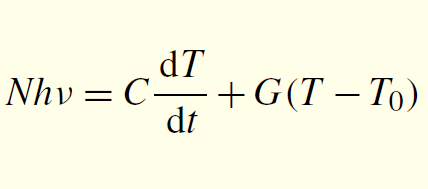 Nhν = C dT/dt + G(T − T₀)